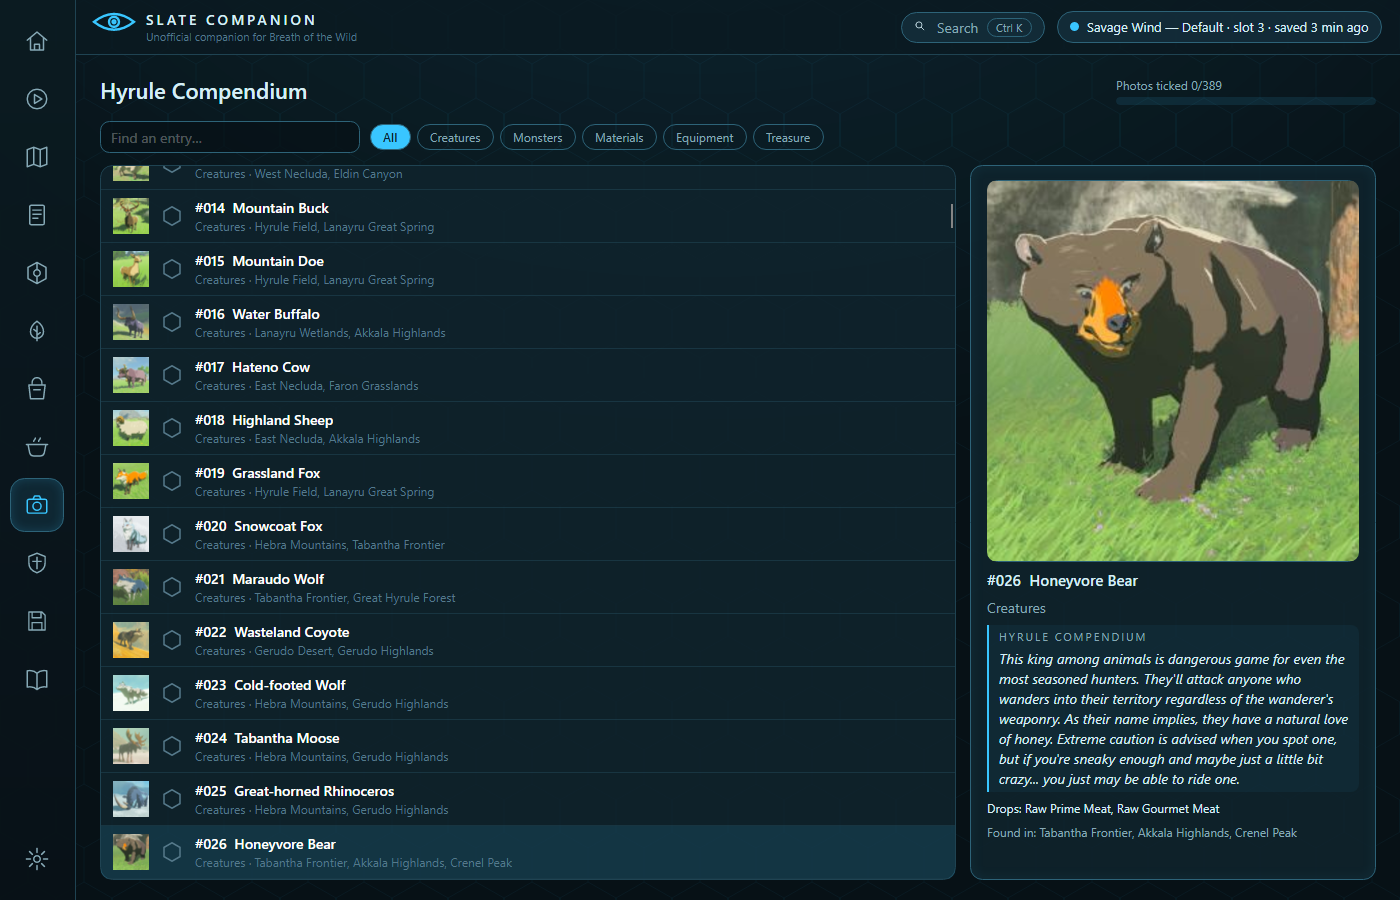 SLATE COMPANION
Unofficial companion for Breath of the Wild
Search Ctrl K
Savage Wind — Default · slot 3 · saved 3 min ago
Hyrule Compendium
Photos ticked 0/389
Find an entry...
All Creatures Monsters Materials Equipment Treasure
Creatures · West Necluda, Eldin Canyon
#014 Mountain Buck
Creatures · Hyrule Field, Lanayru Great Spring
#015 Mountain Doe
Creatures · Hyrule Field, Lanayru Great Spring
#016 Water Buffalo
Creatures · Lanayru Wetlands, Akkala Highlands
#017 Hateno Cow
Creatures · East Necluda, Faron Grasslands
#018 Highland Sheep
Creatures · East Necluda, Akkala Highlands
#019 Grassland Fox
Creatures · Hyrule Field, Lanayru Great Spring
#020 Snowcoat Fox
Creatures · Hebra Mountains, Tabantha Frontier
#021 Maraudo Wolf
Creatures · Tabantha Frontier, Great Hyrule Forest
#022 Wasteland Coyote
Creatures · Gerudo Desert, Gerudo Highlands
#023 Cold-footed Wolf
Creatures · Hebra Mountains, Gerudo Highlands
#024 Tabantha Moose
Creatures · Hebra Mountains, Gerudo Highlands
#025 Great-horned Rhinoceros
Creatures · Hebra Mountains, Gerudo Highlands
#026 Honeyvore Bear
Creatures · Tabantha Frontier, Akkala Highlands, Crenel Peak
#026 Honeyvore Bear
Creatures
HYRULE COMPENDIUM
This king among animals is dangerous game for even the
most seasoned hunters. They'll attack anyone who
wanders into their territory regardless of the wanderer's
weaponry. As their name implies, they have a natural love
of honey. Extreme caution is advised when you spot one,
but if you're sneaky enough and maybe just a little bit
crazy... you just may be able to ride one.
Drops: Raw Prime Meat, Raw Gourmet Meat
Found in: Tabantha Frontier, Akkala Highlands, Crenel Peak